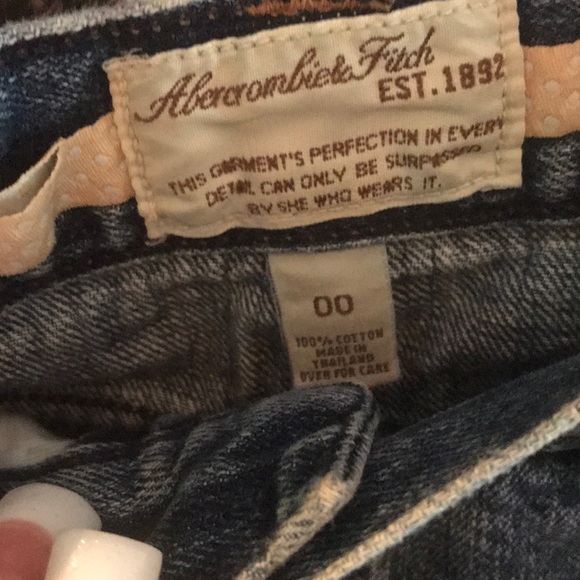 Abercrombie & Fitch
EST. 1892
THIS GARMENT'S PERFECTION IN EVERY
DETAIL CAN ONLY BE SURPASSED
BY SHE WHO WEARS IT.
00
100% COTTON
MADE IN
THAILAND
OVER FOR CARE